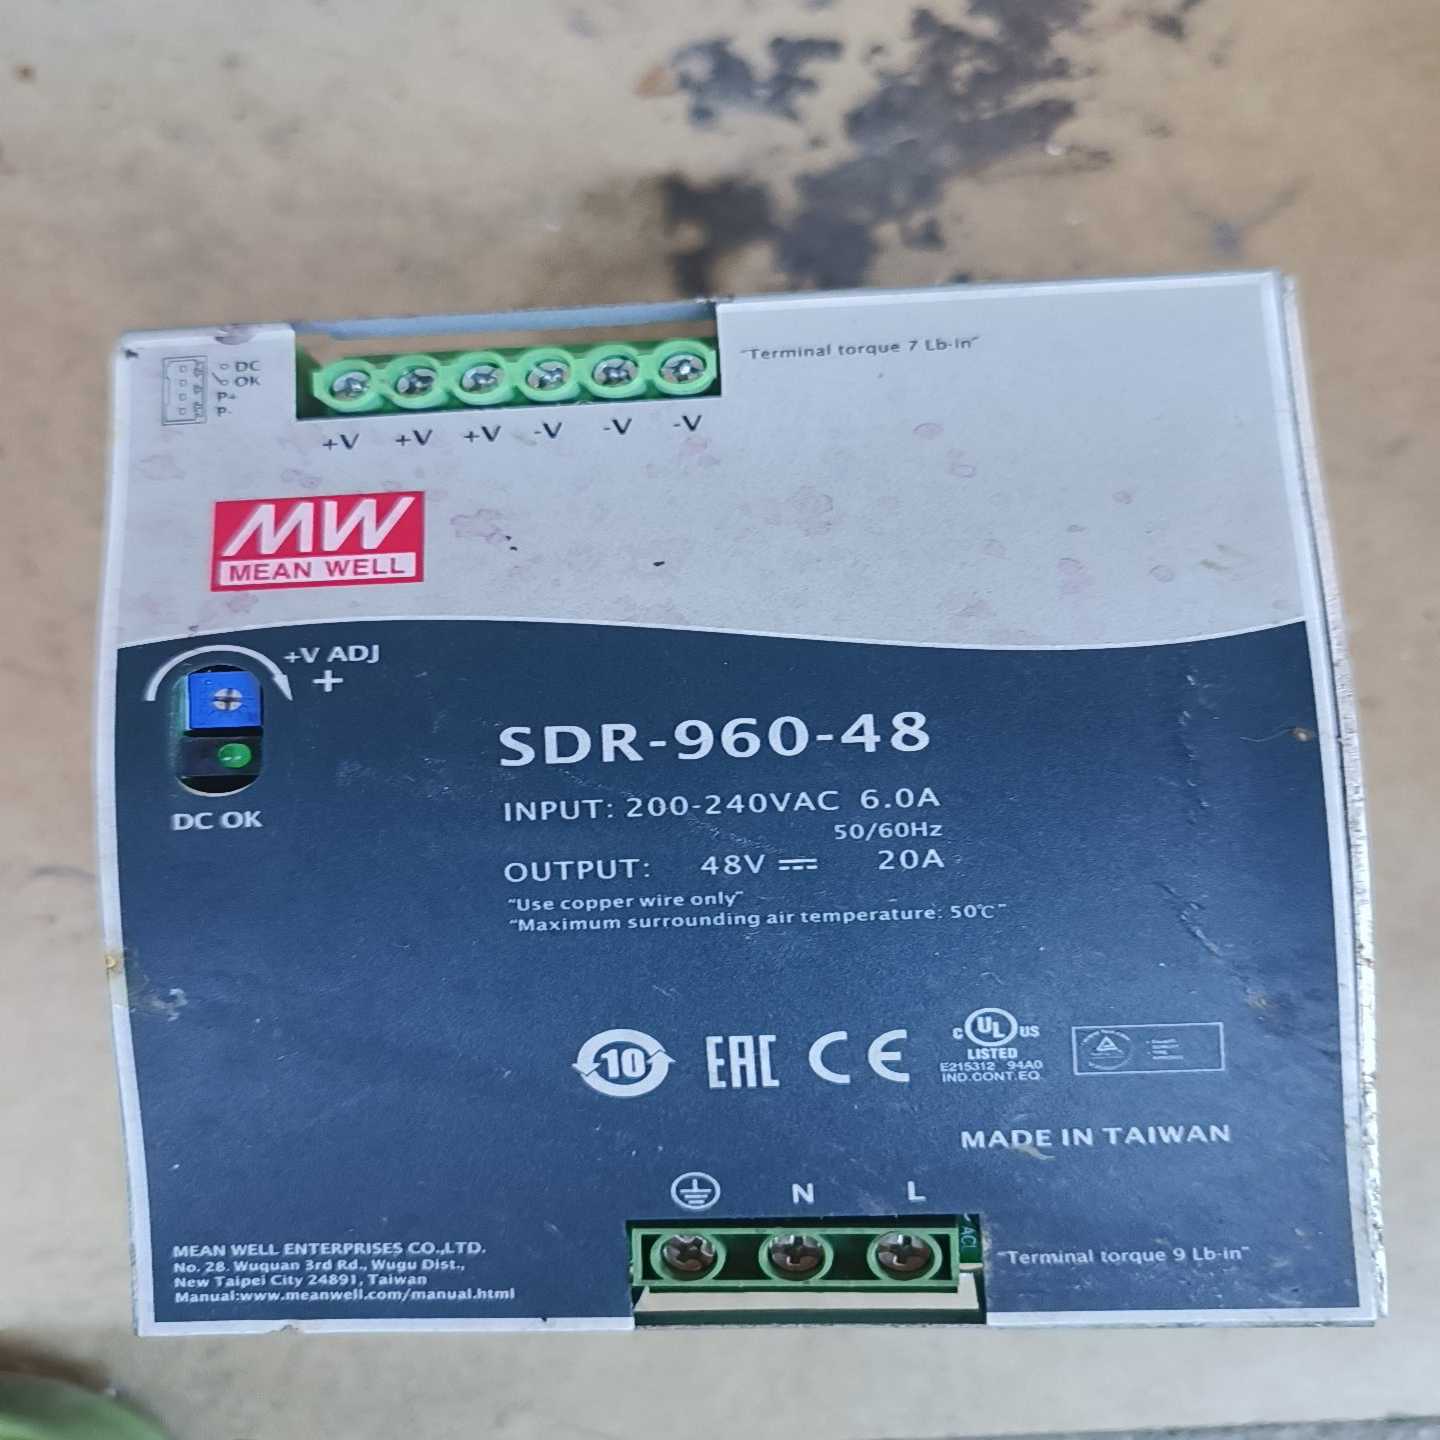 DC
OK
P+
P-
+V +V +V -V -V -V
"Terminal torque 7 Lb-in"
MW
MEAN WELL
+V ADJ
+
DC OK
SDR-960-48
INPUT: 200-240VAC 6.0A
50/60Hz
OUTPUT: 48V ⎓ 20A
"Use copper wire only"
"Maximum surrounding air temperature: 50℃"
10 EAC CE
c UL US
LISTED
E215312 94A0
IND.CONT.EQ.
MADE IN TAIWAN
N L
ACI
"Terminal torque 9 Lb-in"
MEAN WELL ENTERPRISES CO.,LTD.
No. 28. Wuquan 3rd Rd., Wugu Dist.,
New Taipei City 24891, Taiwan
Manual:www.meanwell.com/manual.html